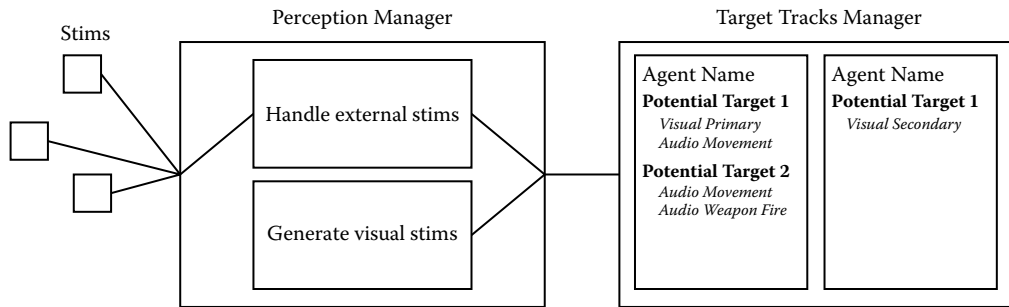 Stims
Perception Manager
Handle external stims
Generate visual stims
Target Tracks Manager
Agent Name
Potential Target 1
Visual Primary
Audio Movement
Potential Target 2
Audio Movement
Audio Weapon Fire
Agent Name
Potential Target 1
Visual Secondary